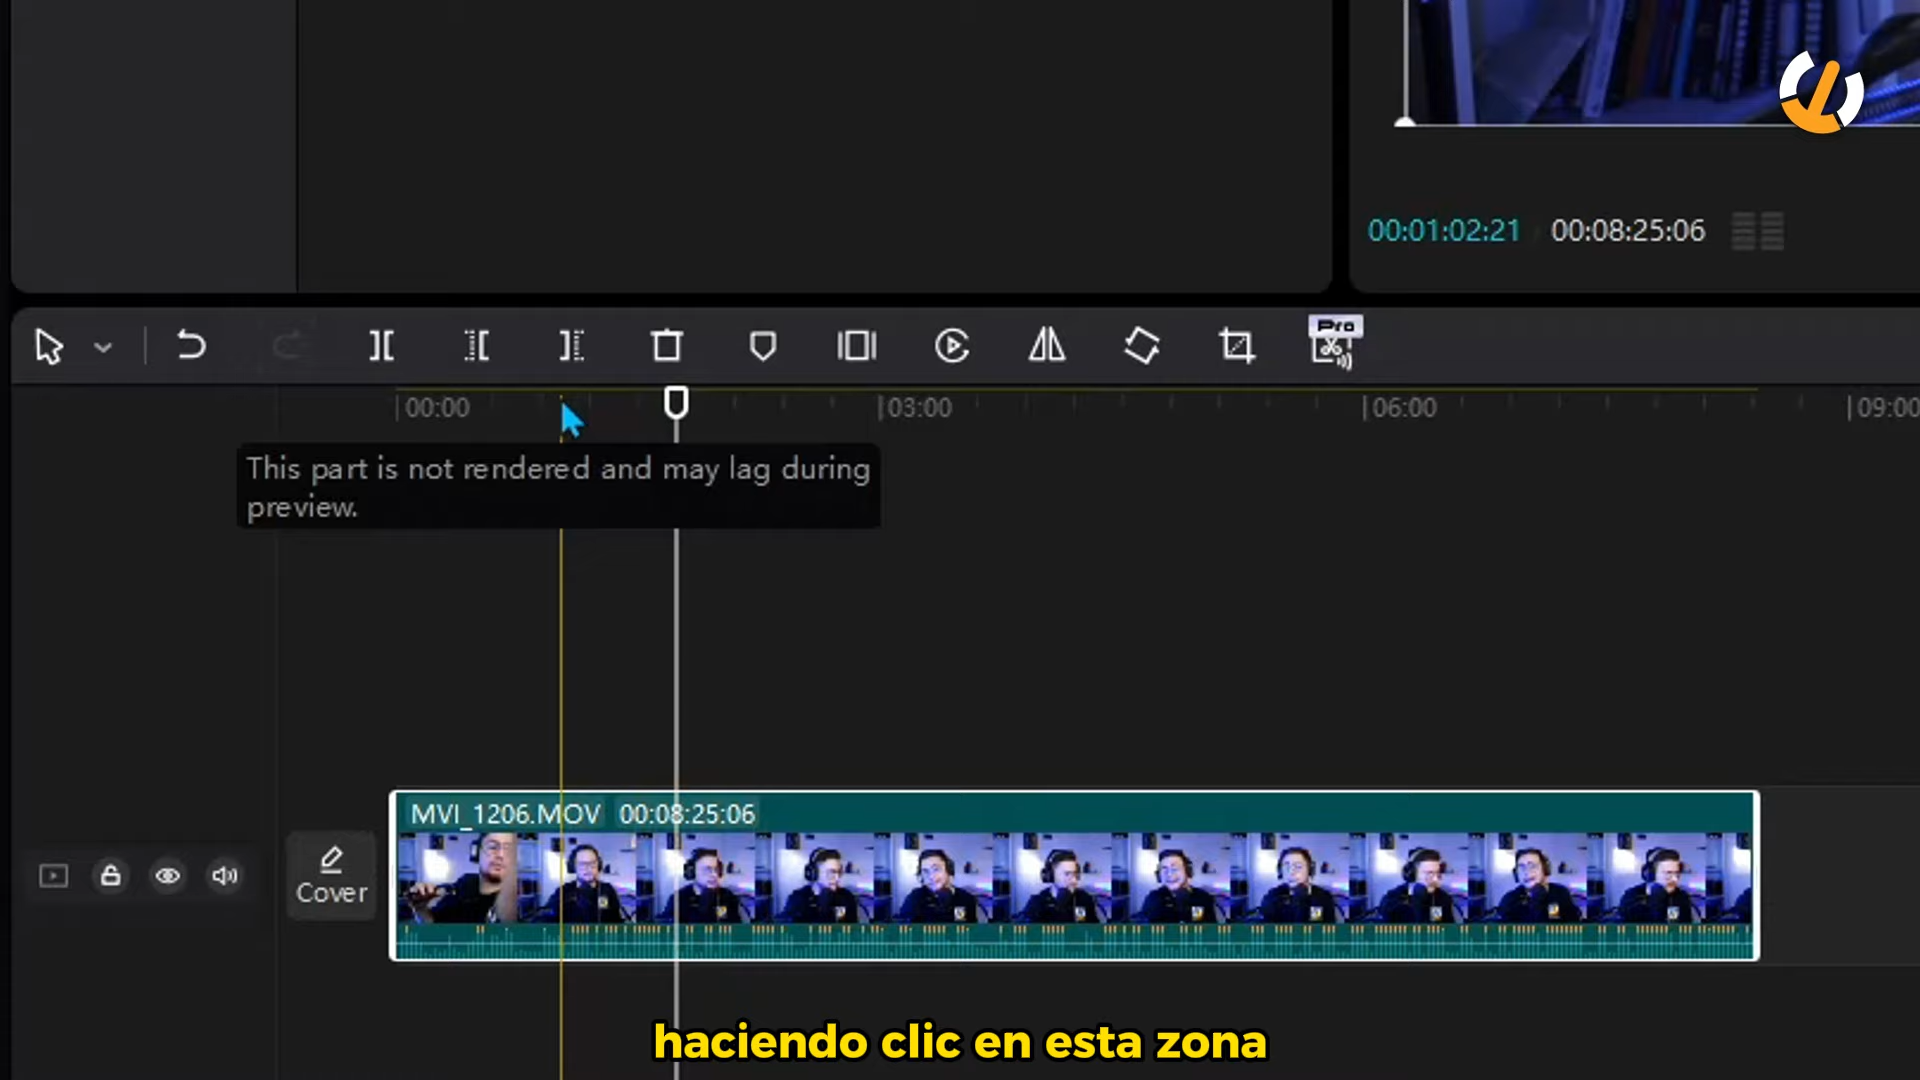 00:01:02:21 00:08:25:06
Pro
00:00 03:00 06:00 09:00
This part is not rendered and may lag during
preview.
MVI_1206.MOV 00:08:25:06
Cover
haciendo clic en esta zona